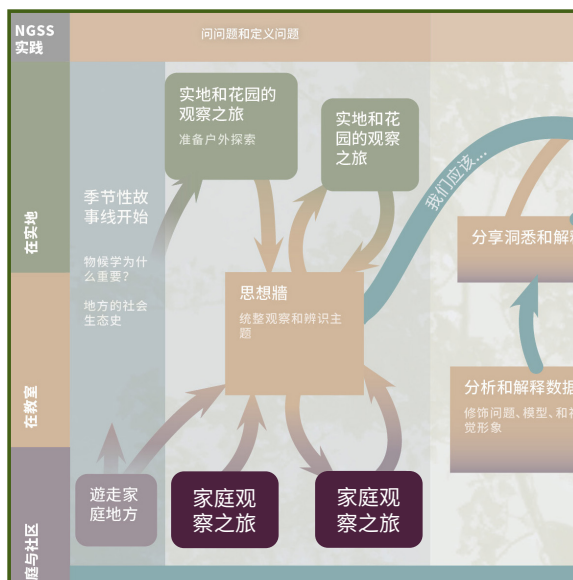 NGSS
实践
问问题和定义问题
实地和花园的
观察之旅
准备户外探索
实地和花
园的观察
之旅
我们应该...
季节性故
事线开始
物候学为什
么重要?
地方的社会
生态史
在实地
分享洞悉和解释
思想牆
统整观察和辨识主
题
在教室
分析和解释数据
修饰问题、模型、和视
觉形象
遊走家
庭地方
家庭观
察之旅
家庭观
察之旅
庭与社区